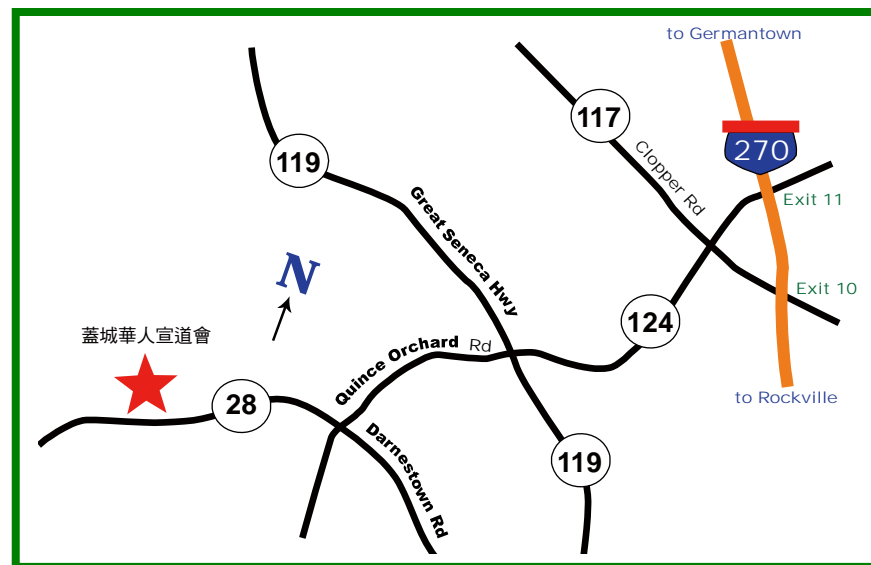 to Germantown
117
270
119
Clopper Rd
Exit 11
Great Seneca Hwy
N
Exit 10
124
蓋城華人宣道會
Quince Orchard Rd
to Rockville
28
Darnestown Rd
119